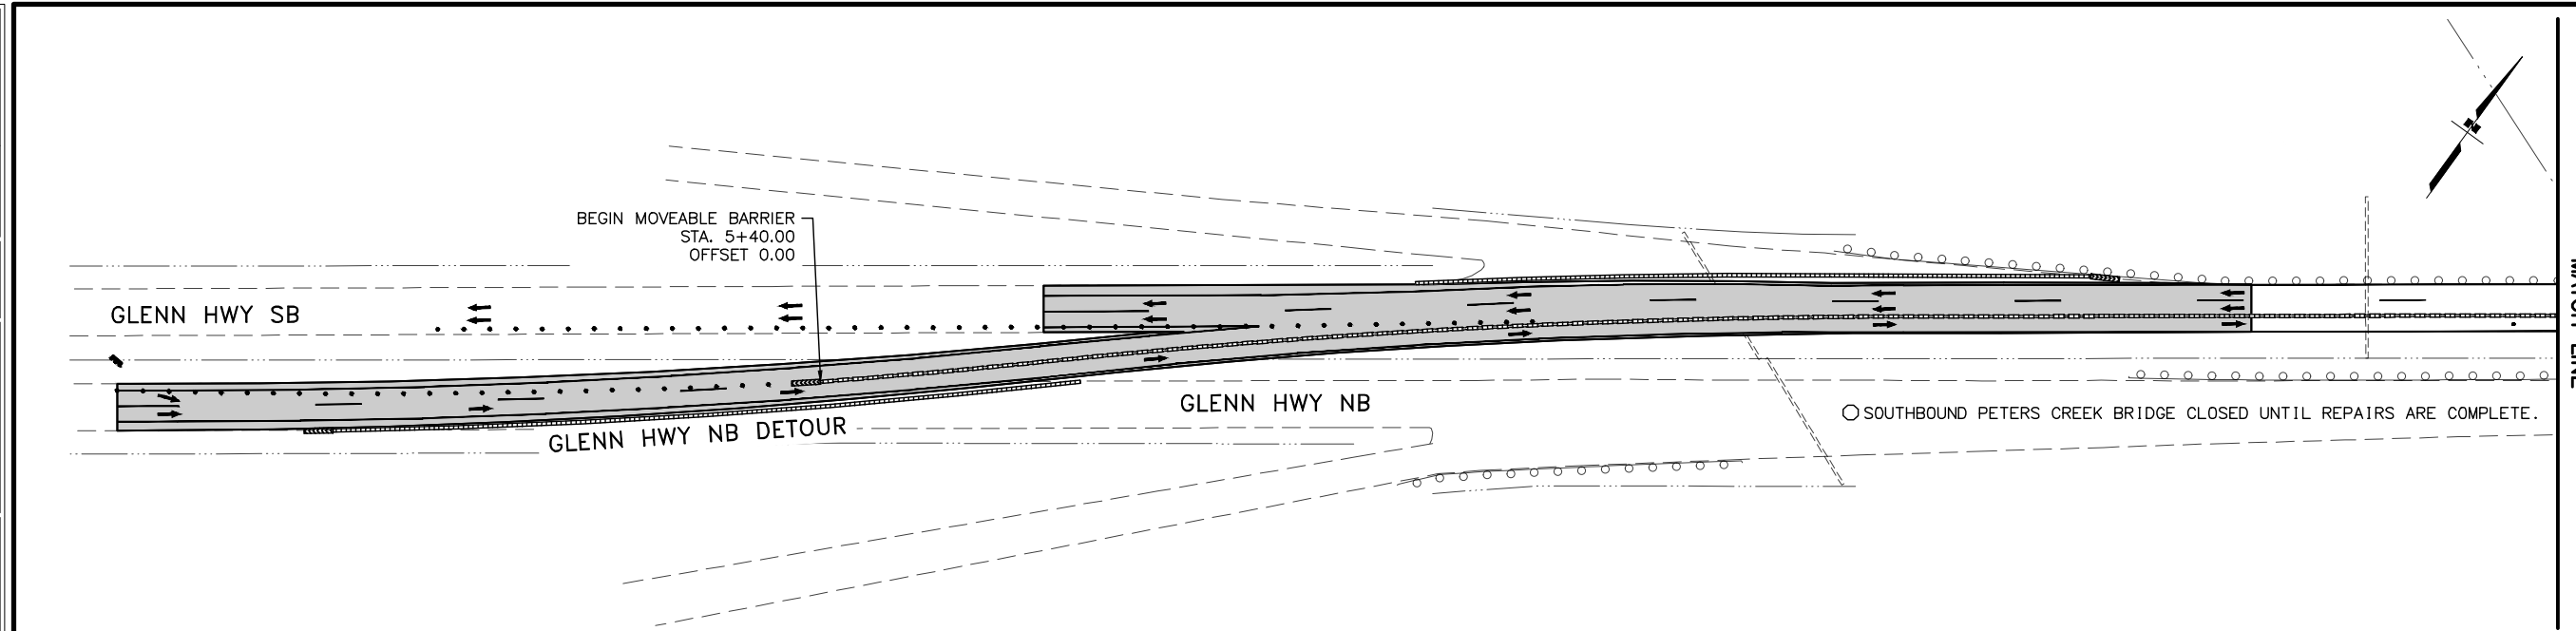 BEGIN MOVEABLE BARRIER
STA. 5+40.00
OFFSET 0.00
GLENN HWY SB
GLENN HWY NB
GLENN HWY NB DETOUR
SOUTHBOUND PETERS CREEK BRIDGE CLOSED UNTIL REPAIRS ARE COMPLETE.